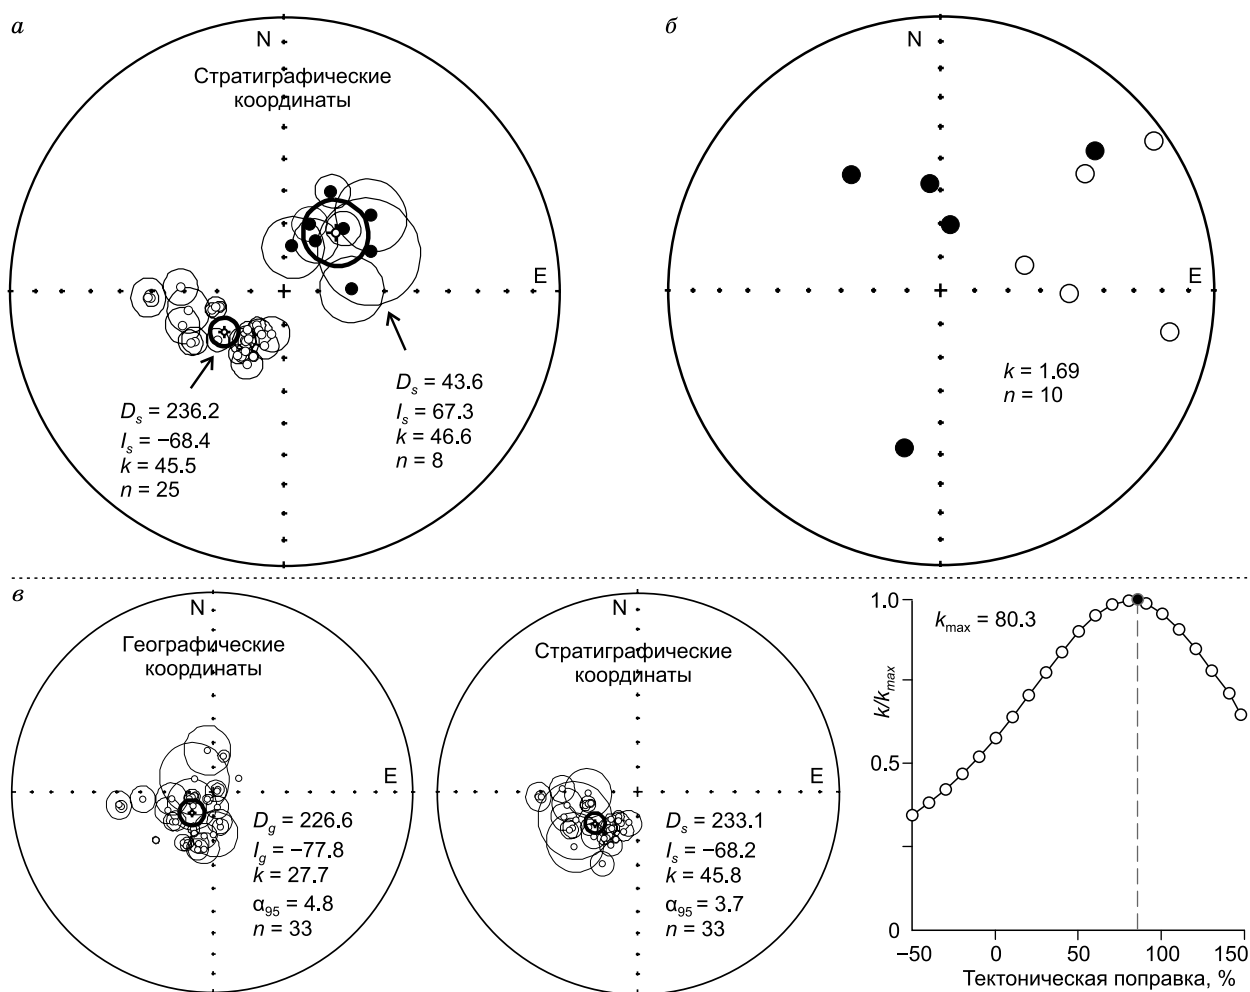 а
N
Стратиграфические
координаты
E
D_s = 236.2
I_s = −68.4
k = 45.5
n = 25
D_s = 43.6
I_s = 67.3
k = 46.6
n = 8
б
N
E
k = 1.69
n = 10
в
N
Географические
координаты
E
D_g = 226.6
I_g = −77.8
k = 27.7
α_95 = 4.8
n = 33
N
Стратиграфические
координаты
E
D_s = 233.1
I_s = −68.2
k = 45.8
α_95 = 3.7
n = 33
k_max = 80.3
k/k_max
1.0
0.5
0
−50
0
50
100
150
Тектоническая поправка, %